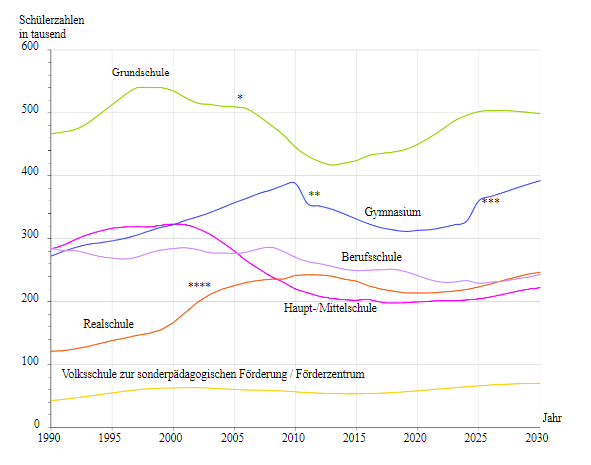 Schülerzahlen
in tausend
600
Grundschule
*
500
400
**
Gymnasium
***
300
Berufsschule
****
200
Haupt-/Mittelschule
Realschule
100
Volksschule zur sonderpädagogischen Förderung / Förderzentrum
0
Jahr
1990 1995 2000 2005 2010 2015 2020 2025 2030